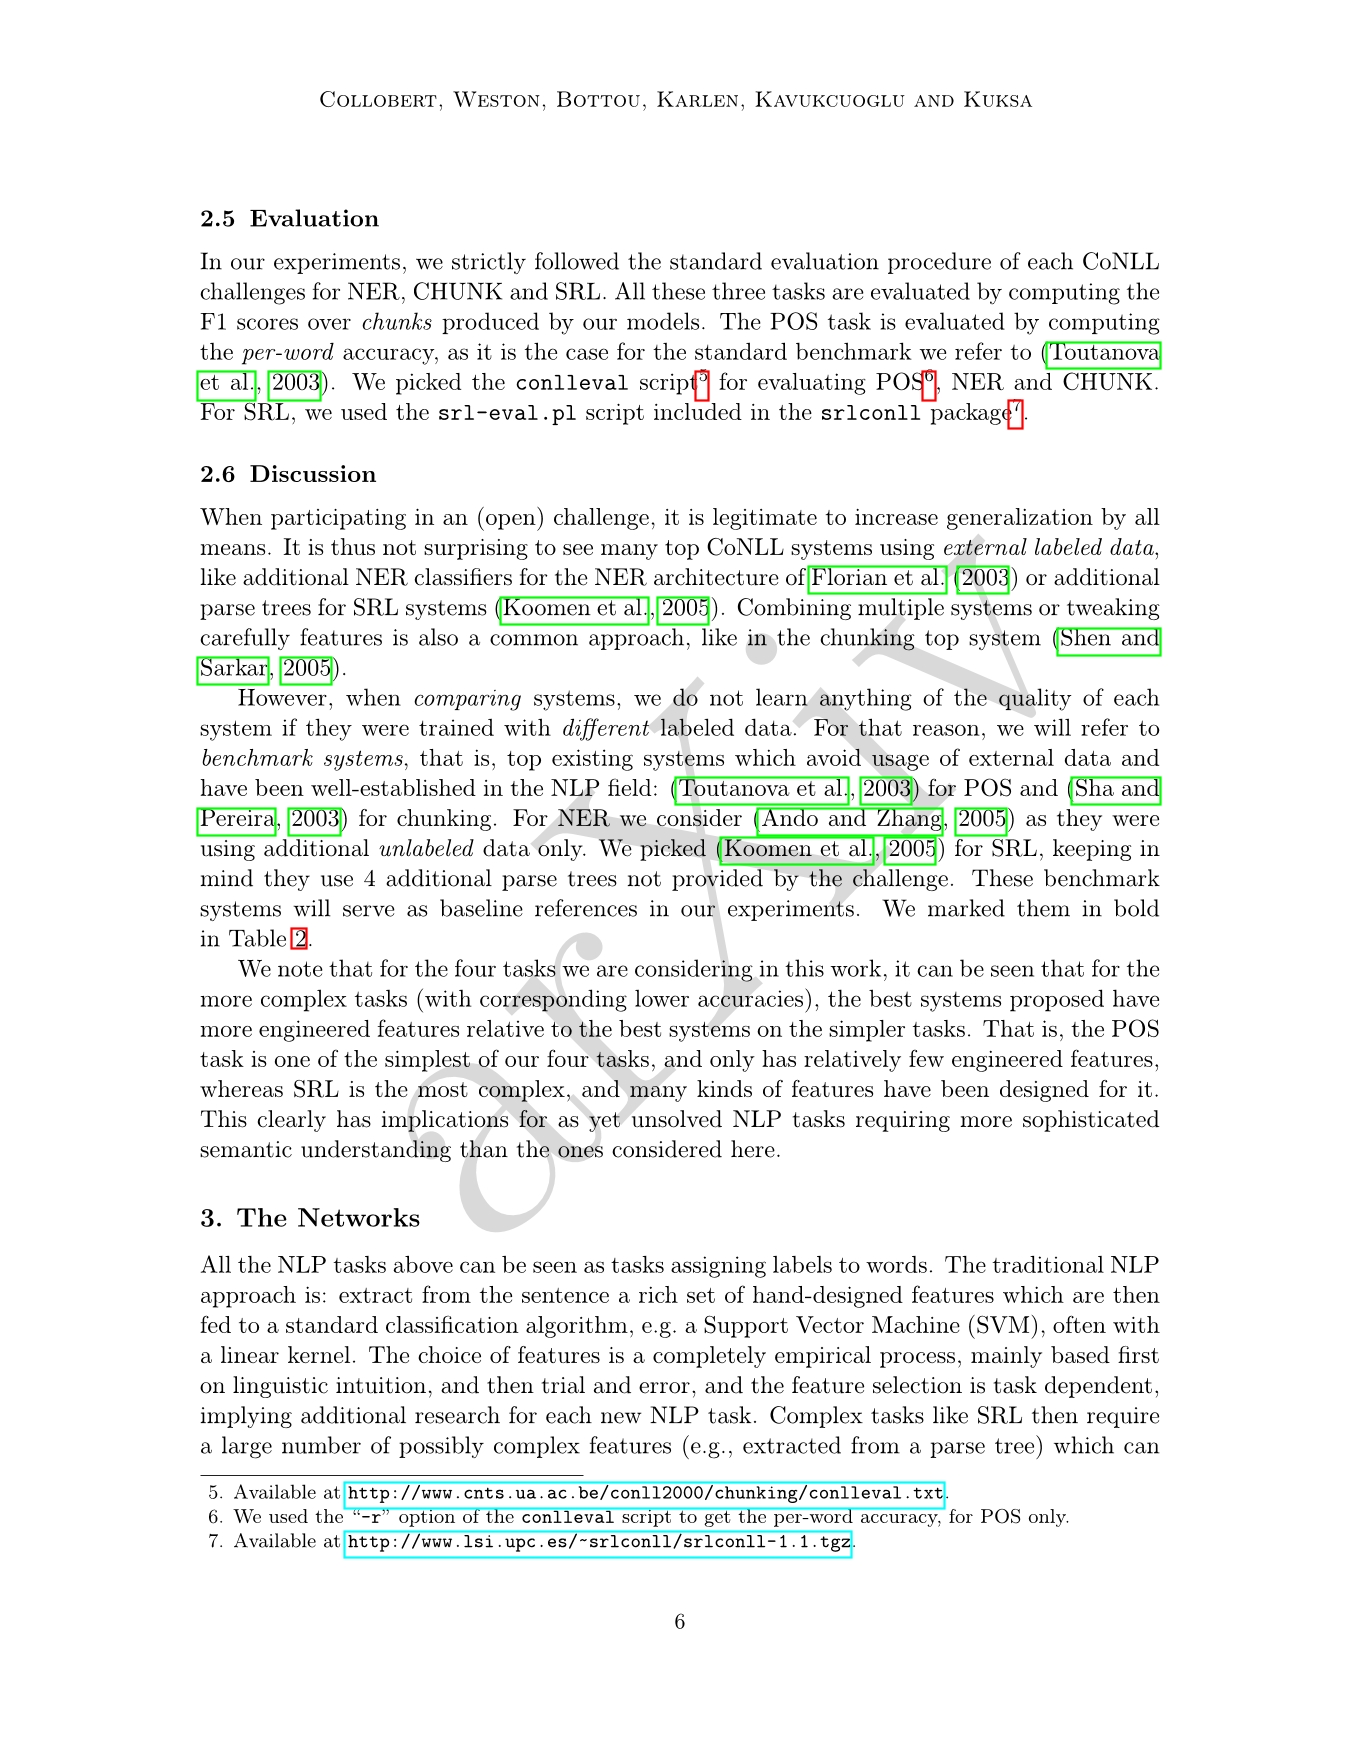 Collobert, Weston, Bottou, Karlen, Kavukcuoglu and Kuksa
2.5 Evaluation
In our experiments, we strictly followed the standard evaluation procedure of each CoNLL
challenges for NER, CHUNK and SRL. All these three tasks are evaluated by computing the
F1 scores over chunks produced by our models. The POS task is evaluated by computing
the per-word accuracy, as it is the case for the standard benchmark we refer to (Toutanova
et al., 2003). We picked the conlleval script5 for evaluating POS6, NER and CHUNK.
For SRL, we used the srl-eval.pl script included in the srlconll package7.
2.6 Discussion
When participating in an (open) challenge, it is legitimate to increase generalization by all
means. It is thus not surprising to see many top CoNLL systems using external labeled data,
like additional NER classifiers for the NER architecture of Florian et al. (2003) or additional
parse trees for SRL systems (Koomen et al., 2005). Combining multiple systems or tweaking
carefully features is also a common approach, like in the chunking top system (Shen and
Sarkar, 2005).
However, when comparing systems, we do not learn anything of the quality of each
system if they were trained with different labeled data. For that reason, we will refer to
benchmark systems, that is, top existing systems which avoid usage of external data and
have been well-established in the NLP field: (Toutanova et al., 2003) for POS and (Sha and
Pereira, 2003) for chunking. For NER we consider (Ando and Zhang, 2005) as they were
using additional unlabeled data only. We picked (Koomen et al., 2005) for SRL, keeping in
mind they use 4 additional parse trees not provided by the challenge. These benchmark
systems will serve as baseline references in our experiments. We marked them in bold
in Table 2.
We note that for the four tasks we are considering in this work, it can be seen that for the
more complex tasks (with corresponding lower accuracies), the best systems proposed have
more engineered features relative to the best systems on the simpler tasks. That is, the POS
task is one of the simplest of our four tasks, and only has relatively few engineered features,
whereas SRL is the most complex, and many kinds of features have been designed for it.
This clearly has implications for as yet unsolved NLP tasks requiring more sophisticated
semantic understanding than the ones considered here.
3. The Networks
All the NLP tasks above can be seen as tasks assigning labels to words. The traditional NLP
approach is: extract from the sentence a rich set of hand-designed features which are then
fed to a standard classification algorithm, e.g. a Support Vector Machine (SVM), often with
a linear kernel. The choice of features is a completely empirical process, mainly based first
on linguistic intuition, and then trial and error, and the feature selection is task dependent,
implying additional research for each new NLP task. Complex tasks like SRL then require
a large number of possibly complex features (e.g., extracted from a parse tree) which can
5. Available at http://www.cnts.ua.ac.be/conll2000/chunking/conlleval.txt.
6. We used the “-r” option of the conlleval script to get the per-word accuracy, for POS only.
7. Available at http://www.lsi.upc.es/~srlconll/srlconll-1.1.tgz.
6
arXiv